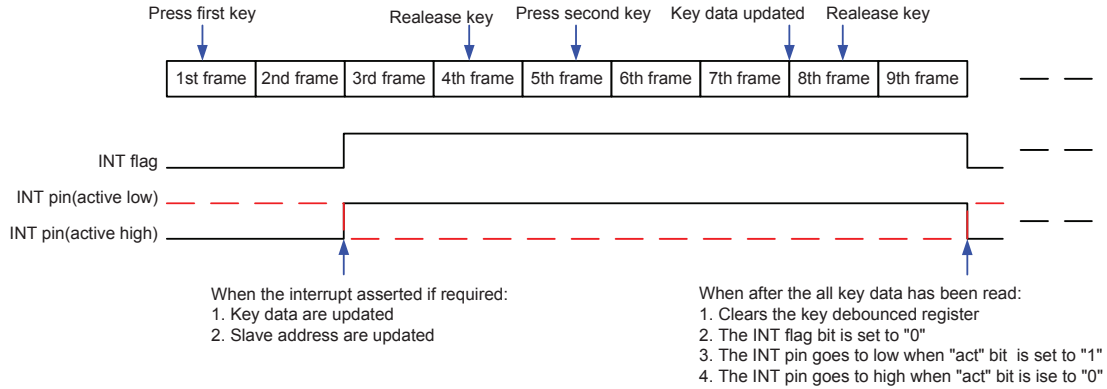 Press first key
Realease key
Press second key
Key data updated
Realease key
1st frame
2nd frame
3rd frame
4th frame
5th frame
6th frame
7th frame
8th frame
9th frame
INT flag
INT pin(active low)
INT pin(active high)
When the interrupt asserted if required:
1. Key data are updated
2. Slave address are updated
When after the all key data has been read:
1. Clears the key debounced register
2. The INT flag bit is set to "0"
3. The INT pin goes to low when "act" bit is set to "1"
4. The INT pin goes to high when "act" bit is ise to "0"